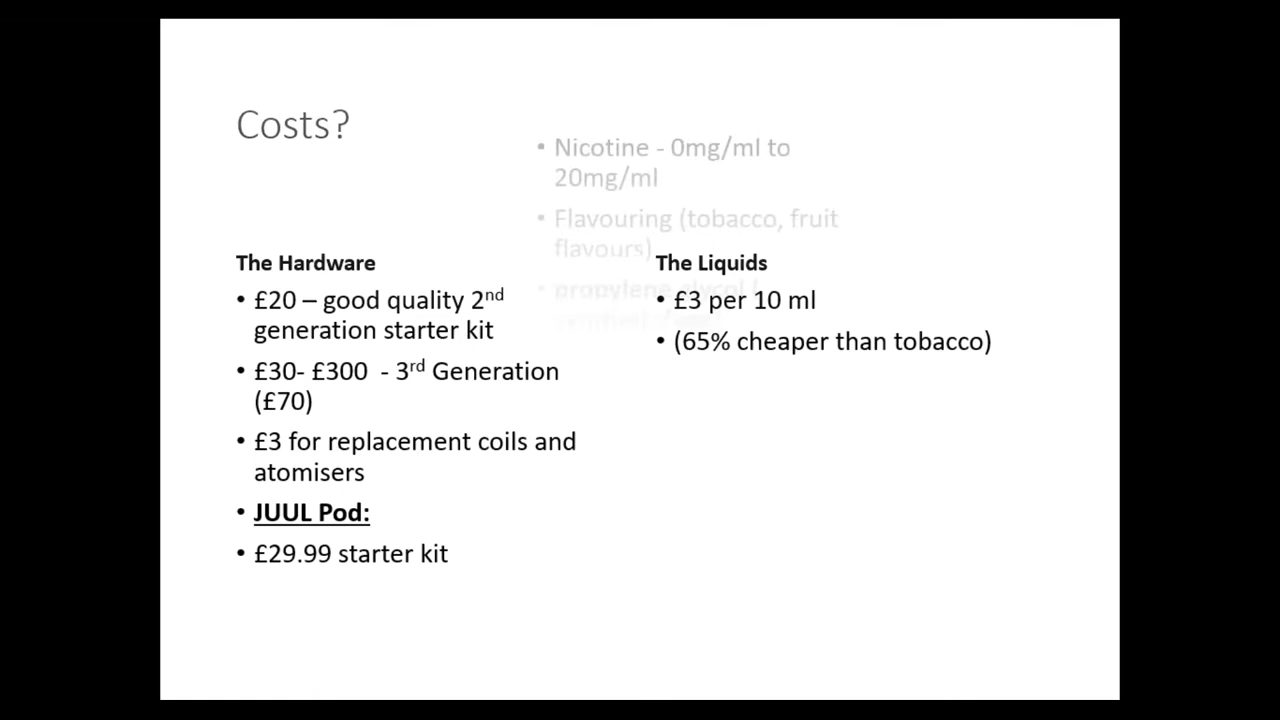 Costs?
• Nicotine - 0mg/ml to
20mg/ml
• Flavouring (tobacco, fruit
flavours)
• propylene glycol
The Hardware
• £20 – good quality 2nd
generation starter kit
• £30- £300  - 3rd Generation
(£70)
• £3 for replacement coils and
atomisers
• JUUL Pod:
• £29.99 starter kit
The Liquids
• £3 per 10 ml
• (65% cheaper than tobacco)